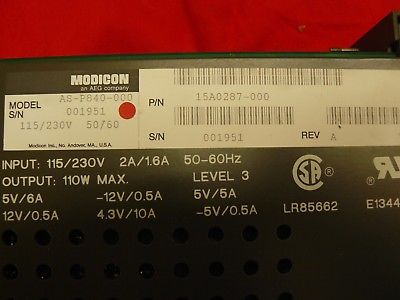 MODICON
an AEG company
MODEL AS-P840-000
S/N 001951
115/230V 50/60
Modicon Inc., No. Andover, MA., U.S.A.
P/N 15A0287-000
S/N 001951 REV A
INPUT: 115/230V 2A/1.6A 50-60Hz
OUTPUT: 110W MAX. LEVEL 3
5V/6A -12V/0.5A 5V/5A
12V/0.5A 4.3V/10A -5V/0.5A
SA
LR85662
E1344